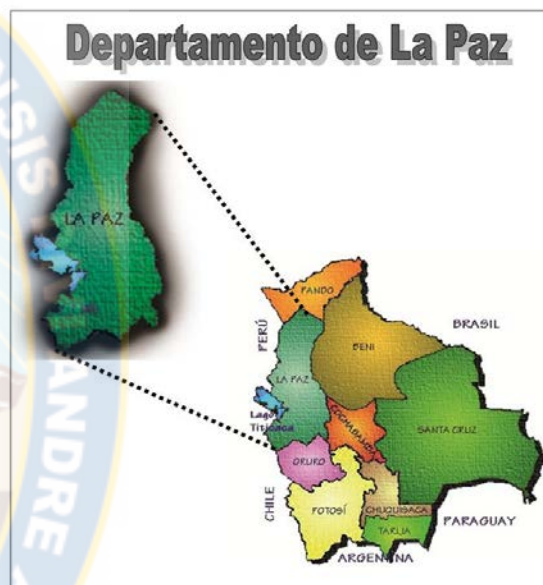 Departamento de La Paz
LA PAZ
PANDO
PERÚ
BRASIL
BENI
LA PAZ
Lago
Titicaca
COCHABAMBA
SANTA CRUZ
ORURO
CHILE
POTOSÍ
CHUQUISACA
TARIJA
PARAGUAY
ARGENTINA
ANDRE